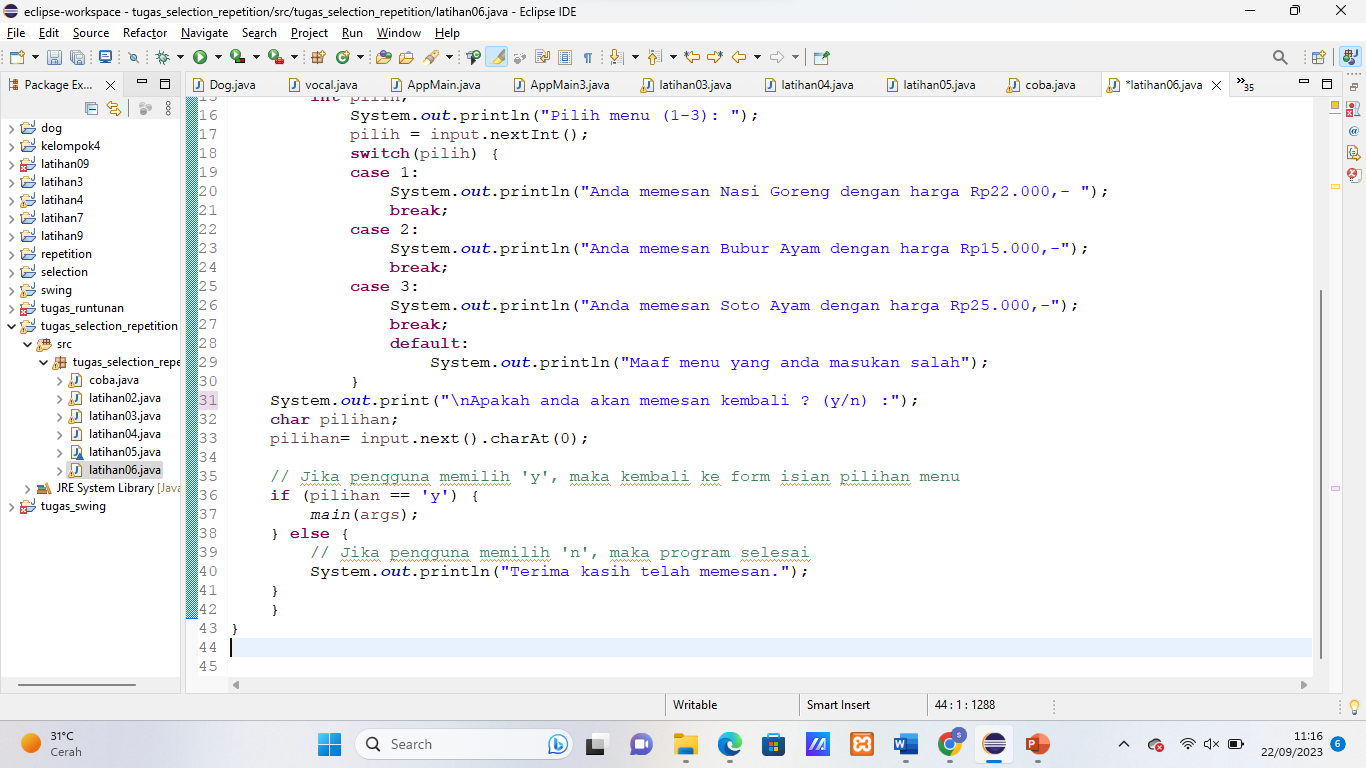 eclipse-workspace - tugas_selection_repetition/src/tugas_selection_repetition/latihan06.java - Eclipse IDE
File Edit Source Refactor Navigate Search Project Run Window Help
Package Ex...
Dog.java vocal.java AppMain.java AppMain3.java latihan03.java latihan04.java latihan05.java coba.java *latihan06.java »35
dog
kelompok4
latihan09
latihan3
latihan4
latihan7
latihan9
repetition
selection
swing
tugas_runtunan
tugas_selection_repetition
src
tugas_selection_repe
coba.java
latihan02.java
latihan03.java
latihan04.java
latihan05.java
latihan06.java
JRE System Library [Java
tugas_swing
15 int pilih;
16 System.out.println("Pilih menu (1-3): ");
17 pilih = input.nextInt();
18 switch(pilih) {
19 case 1:
20 System.out.println("Anda memesan Nasi Goreng dengan harga Rp22.000,- ");
21 break;
22 case 2:
23 System.out.println("Anda memesan Bubur Ayam dengan harga Rp15.000,-");
24 break;
25 case 3:
26 System.out.println("Anda memesan Soto Ayam dengan harga Rp25.000,-");
27 break;
28 default:
29 System.out.println("Maaf menu yang anda masukan salah");
30 }
31 System.out.print("\nApakah anda akan memesan kembali ? (y/n) :");
32 char pilihan;
33 pilihan= input.next().charAt(0);
34
35 // Jika pengguna memilih 'y', maka kembali ke form isian pilihan menu
36 if (pilihan == 'y') {
37 main(args);
38 } else {
39 // Jika pengguna memilih 'n', maka program selesai
40 System.out.println("Terima kasih telah memesan.");
41 }
42 }
43 }
44
45
Writable Smart Insert 44 : 1 : 1288
31°C
Cerah
Search
11:16
22/09/2023
6